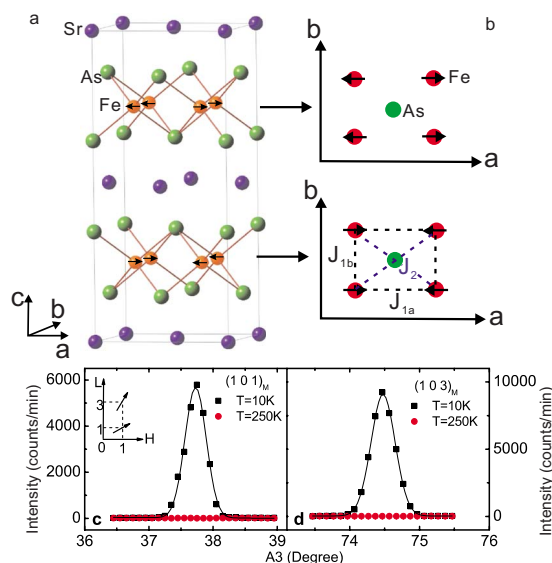 a
Sr
As
Fe
c
b
a
b
b
Fe
As
a
b
J1b
J2
J1a
a
6000
4000
2000
0
Intensity (counts/min)
L
3
1
0
1
H
(1 0 1)M
T=10K
T=250K
c
36 37 38 39
(1 0 3)M
T=10K
T=250K
d
10000
5000
0
Intensity (counts/min)
74 75 76
A3 (Degree)